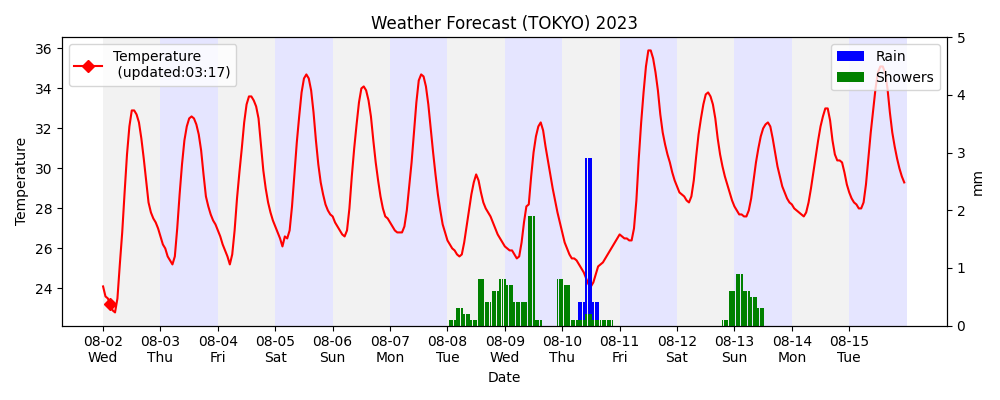 Weather Forecast (TOKYO) 2023
Temperature
(updated:03:17)
Rain
Showers
36
34
32
30
28
26
24
Temperature
5
4
3
2
1
0
mm
08-02 08-03 08-04 08-05 08-06 08-07 08-08 08-09 08-10 08-11 08-12 08-13 08-14 08-15
Wed Thu Fri Sat Sun Mon Tue Wed Thu Fri Sat Sun Mon Tue
Date